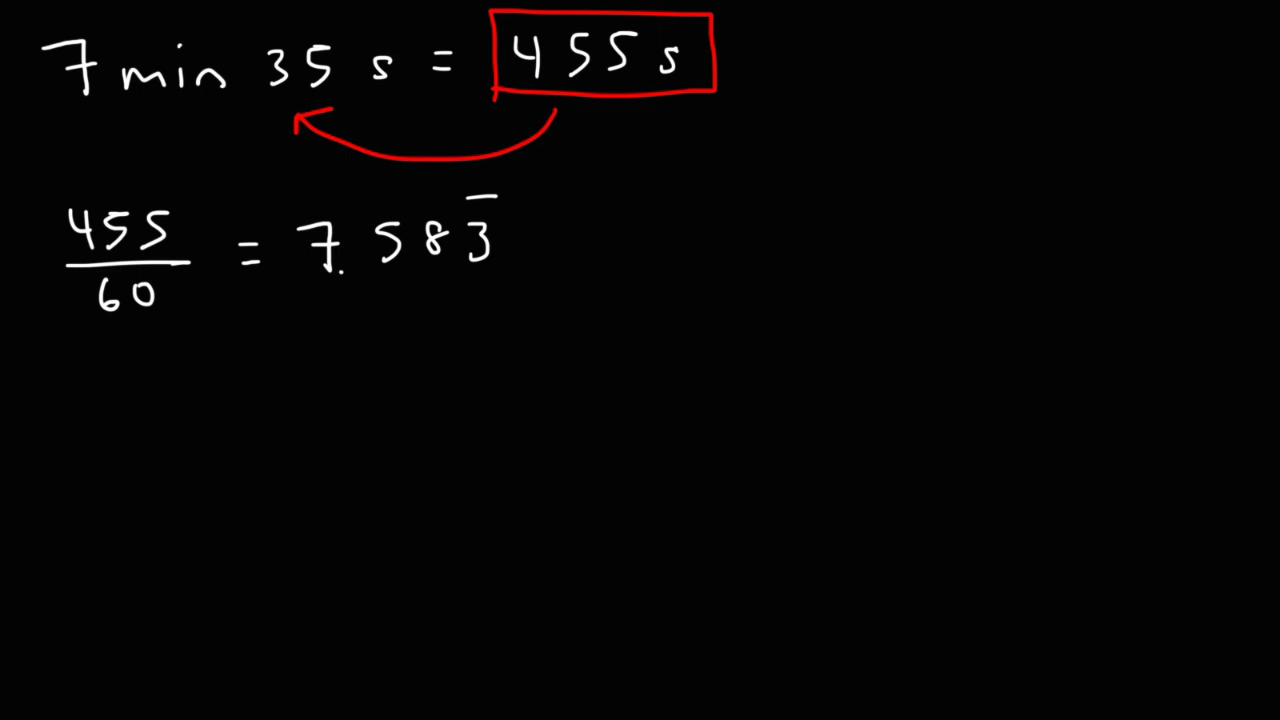 7 min 35 s = 455 s
455/60 = 7.583̅